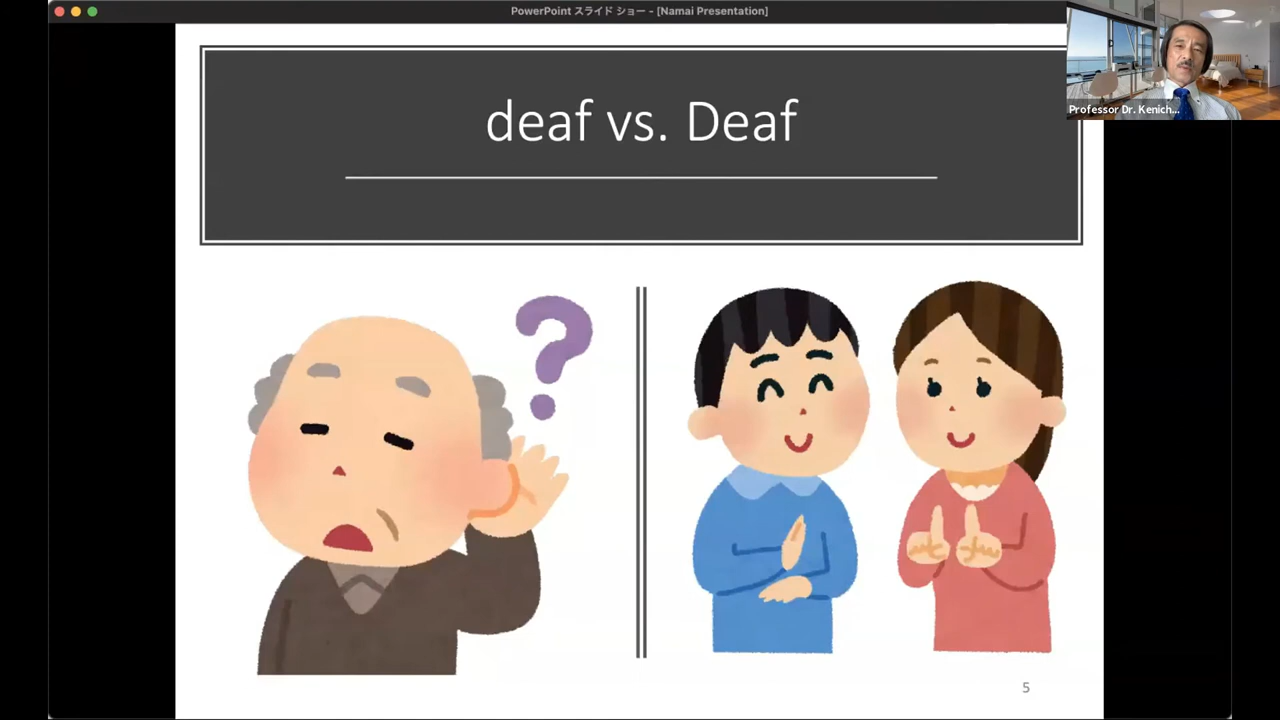 PowerPoint スライド ショー - [Namai Presentation]
Professor Dr. Kenich...
deaf vs. Deaf
?
5